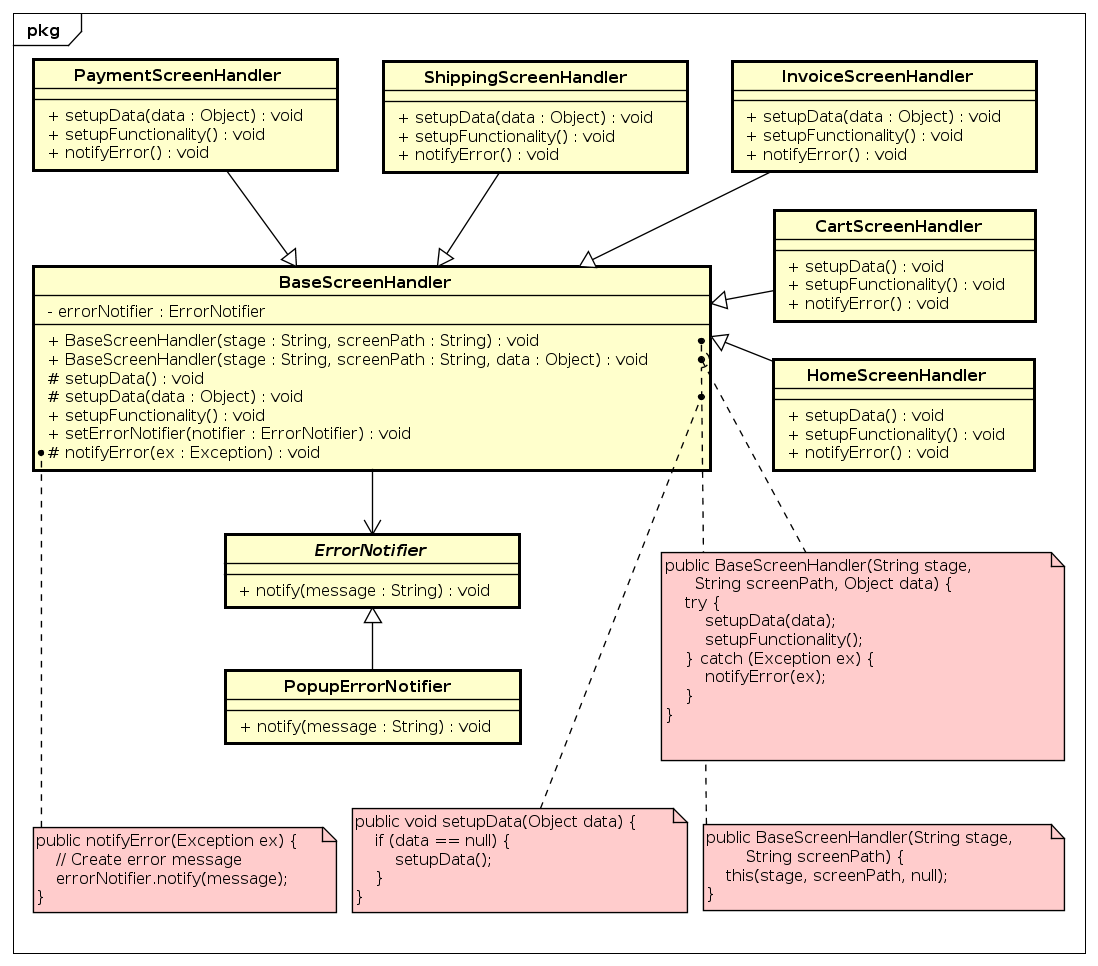 pkg
PaymentScreenHandler
+ setupData(data : Object) : void
+ setupFunctionality() : void
+ notifyError() : void
ShippingScreenHandler
+ setupData(data : Object) : void
+ setupFunctionality() : void
+ notifyError() : void
InvoiceScreenHandler
+ setupData(data : Object) : void
+ setupFunctionality() : void
+ notifyError() : void
CartScreenHandler
+ setupData() : void
+ setupFunctionality() : void
+ notifyError() : void
BaseScreenHandler
- errorNotifier : ErrorNotifier
+ BaseScreenHandler(stage : String, screenPath : String) : void
+ BaseScreenHandler(stage : String, screenPath : String, data : Object) : void
# setupData() : void
# setupData(data : Object) : void
+ setupFunctionality() : void
+ setErrorNotifier(notifier : ErrorNotifier) : void
# notifyError(ex : Exception) : void
HomeScreenHandler
+ setupData() : void
+ setupFunctionality() : void
+ notifyError() : void
ErrorNotifier
+ notify(message : String) : void
PopupErrorNotifier
+ notify(message : String) : void
public BaseScreenHandler(String stage,
String screenPath, Object data) {
try {
setupData(data);
setupFunctionality();
} catch (Exception ex) {
notifyError(ex);
}
}
public notifyError(Exception ex) {
// Create error message
errorNotifier.notify(message);
}
public void setupData(Object data) {
if (data == null) {
setupData();
}
}
public BaseScreenHandler(String stage,
String screenPath) {
this(stage, screenPath, null);
}